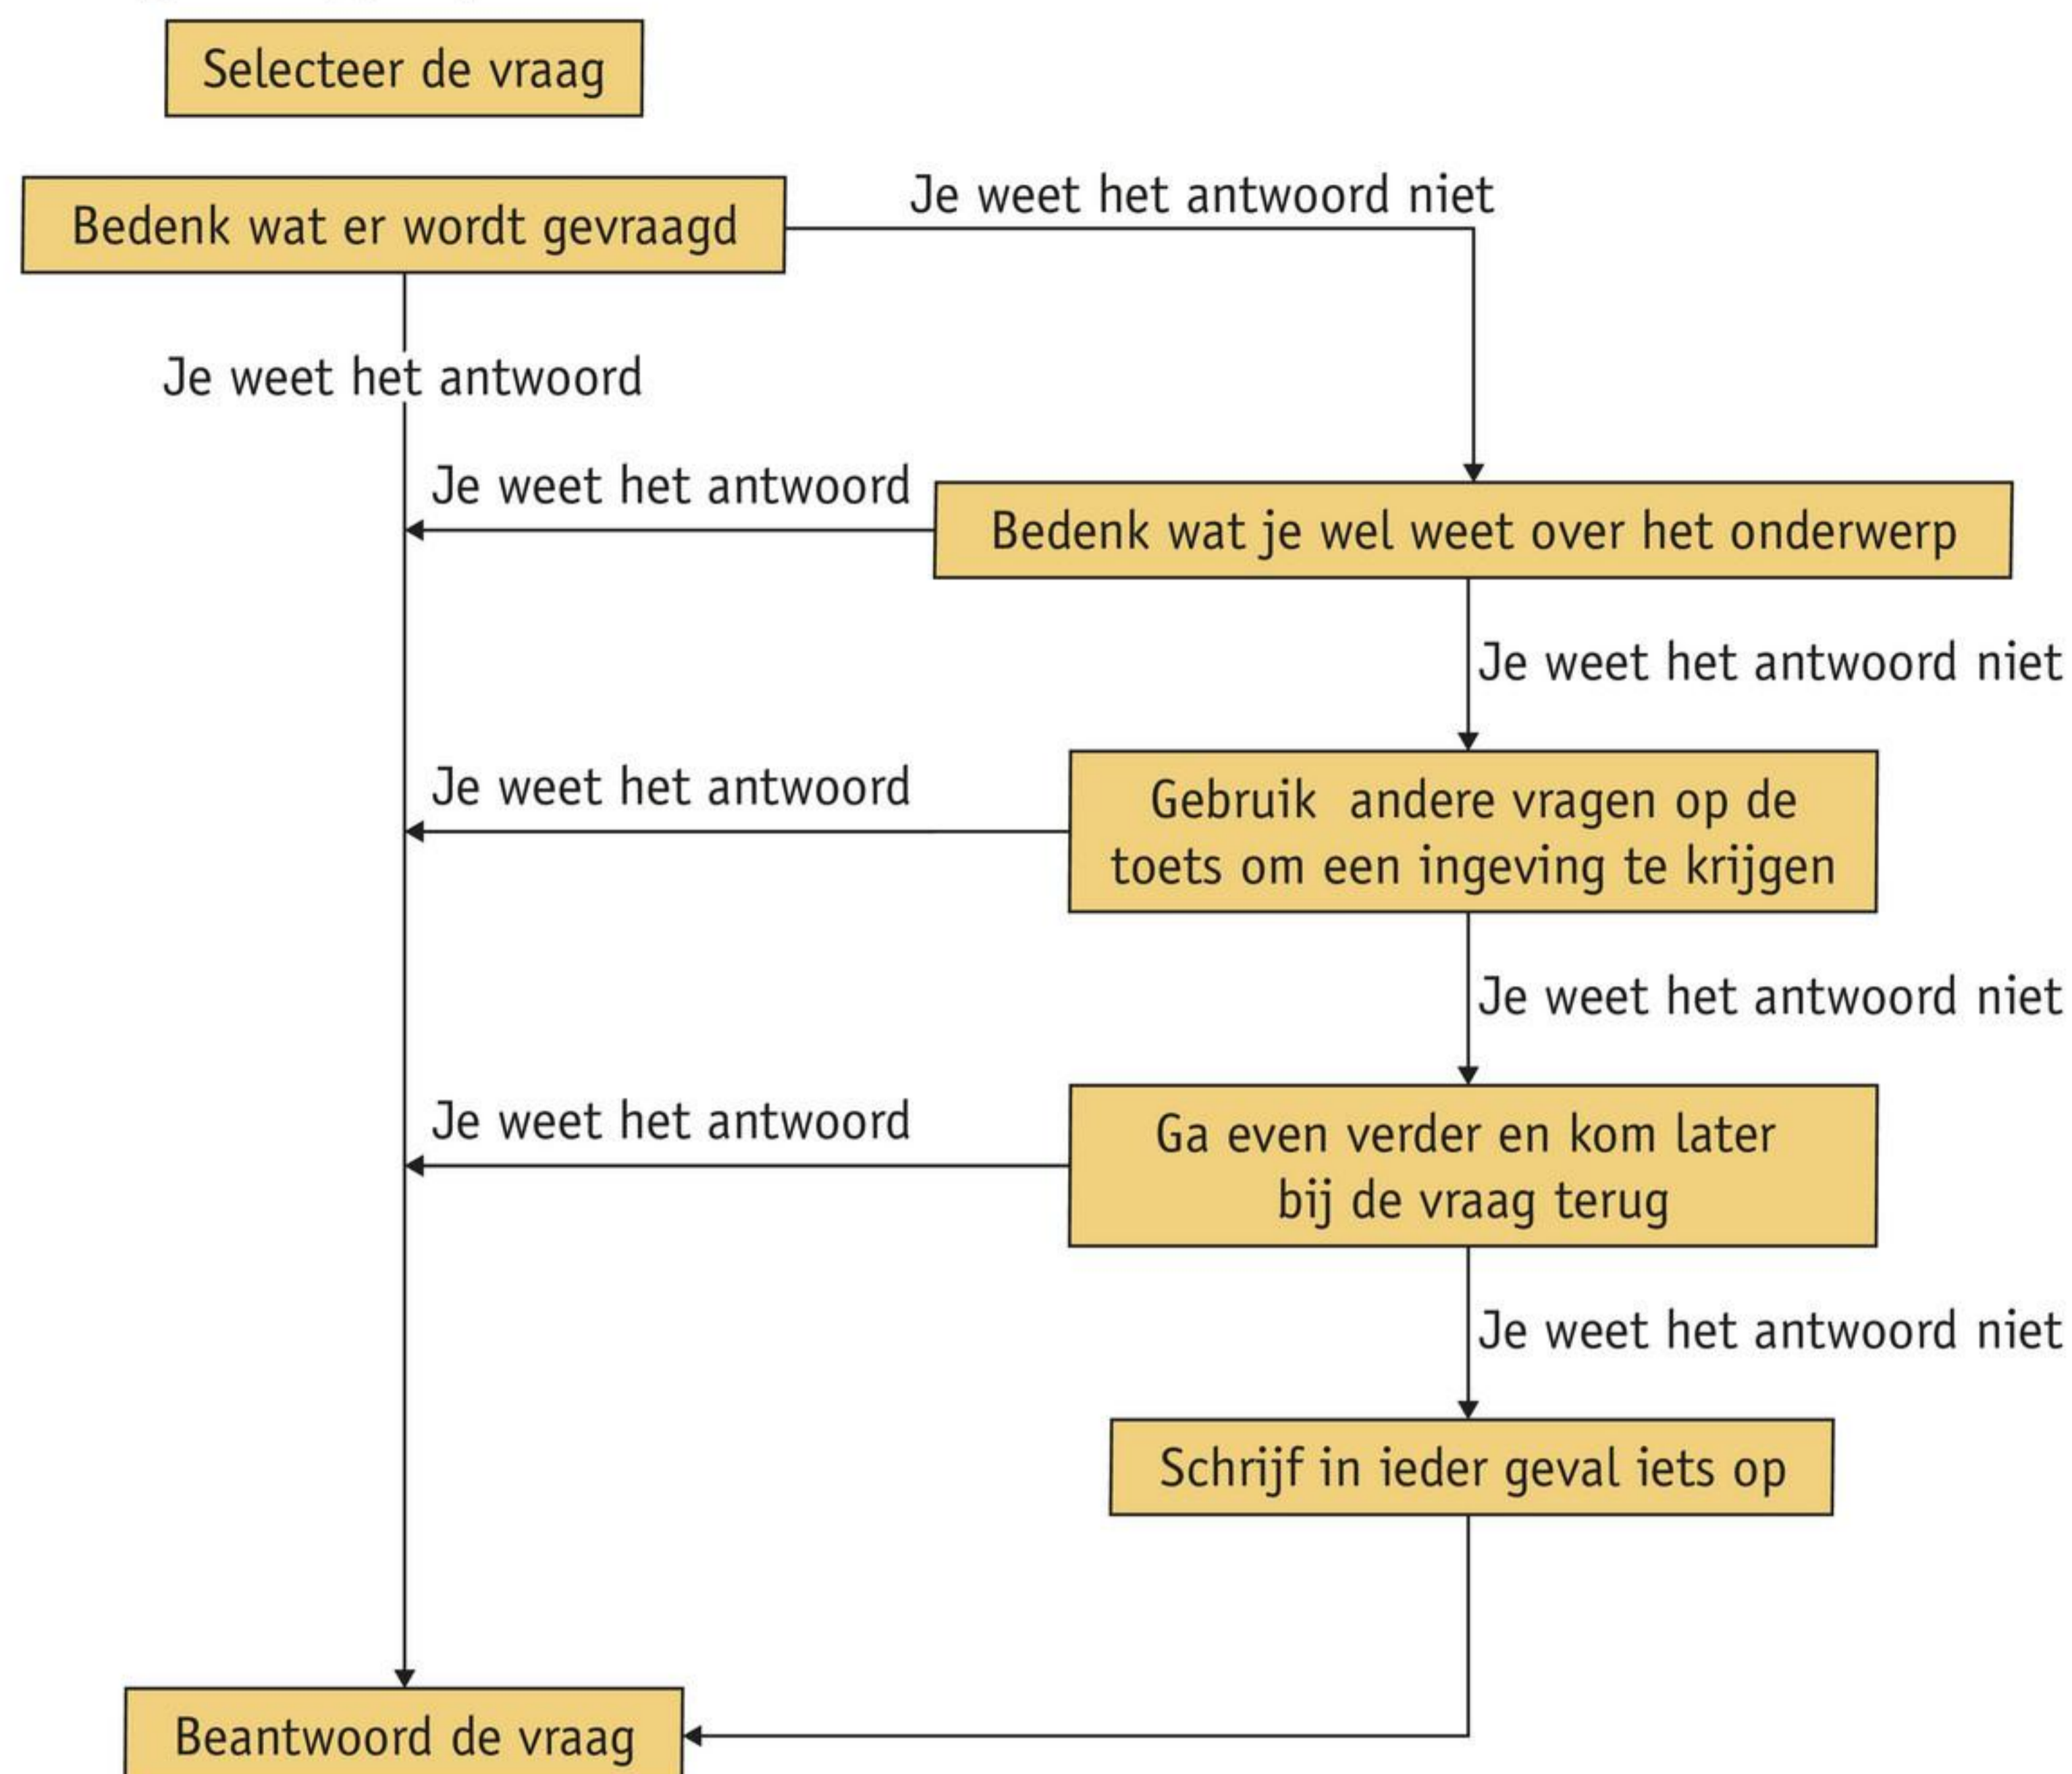 Selecteer de vraag
Bedenk wat er wordt gevraagd
Je weet het antwoord niet
Je weet het antwoord
Je weet het antwoord
Bedenk wat je wel weet over het onderwerp
Je weet het antwoord niet
Je weet het antwoord
Gebruik andere vragen op de
toets om een ingeving te krijgen
Je weet het antwoord niet
Je weet het antwoord
Ga even verder en kom later
bij de vraag terug
Je weet het antwoord niet
Schrijf in ieder geval iets op
Beantwoord de vraag